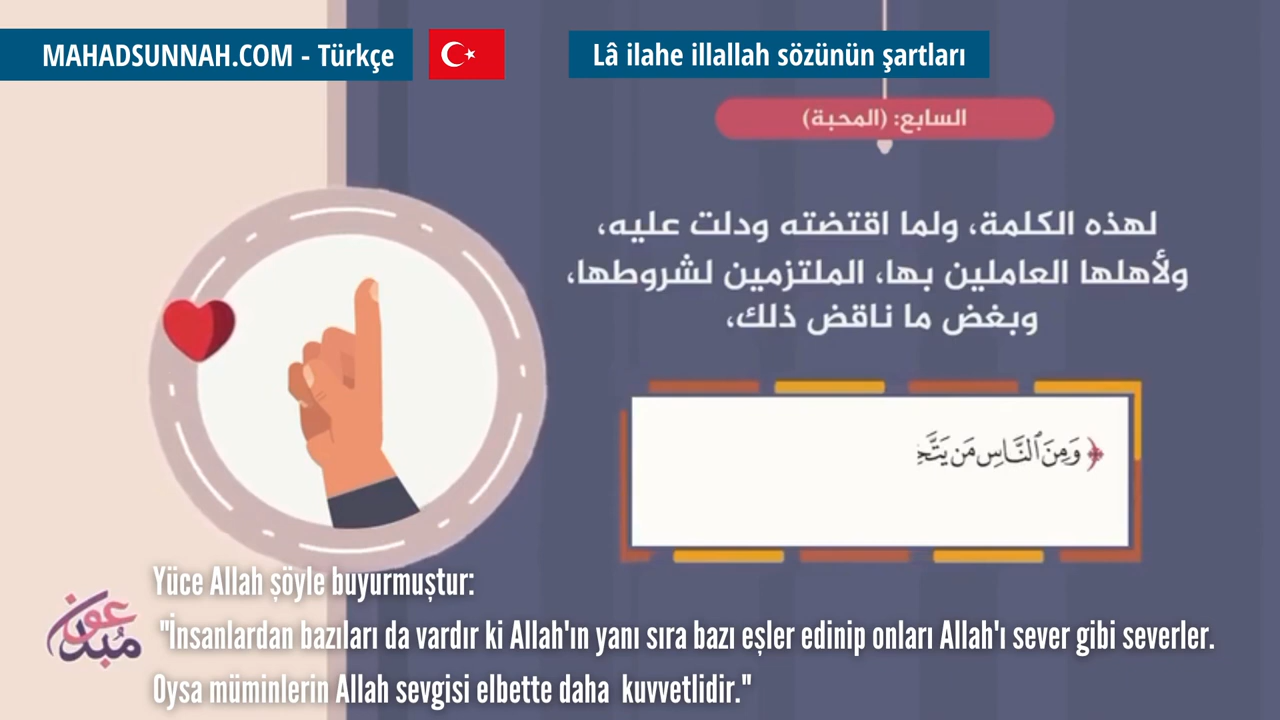 MAHADSUNNAH.COM - Türkçe
Lâ ilahe illallah sözünün şartları
السابع: (المحبة)
لهذه الكلمة، ولما اقتضته ودلت عليه،
ولأهلها العاملين بها، الملتزمين لشروطها،
وبغض ما ناقض ذلك،
﴿ وَمِنَ ٱلنَّاسِ مَن يَتَّخِ
Yüce Allah şöyle buyurmuştur:
"İnsanlardan bazıları da vardır ki Allah'ın yanı sıra bazı eşler edinip onları Allah'ı sever gibi severler.
Oysa müminlerin Allah sevgisi elbette daha kuvvetlidir."